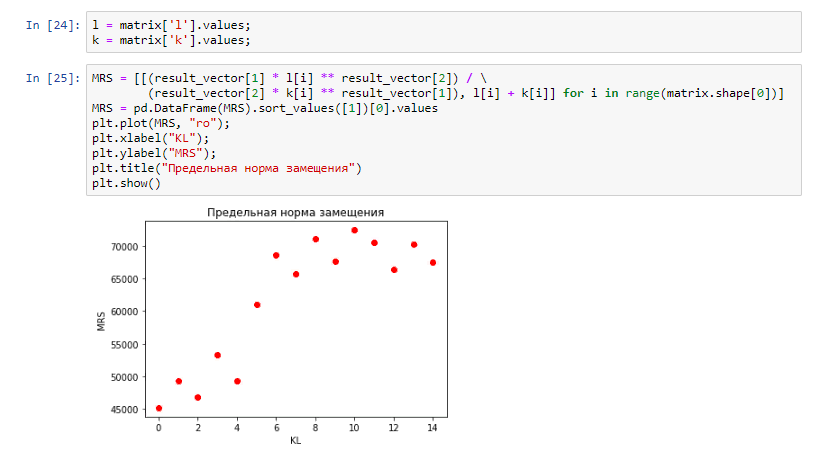 In [24]: l = matrix['l'].values;
k = matrix['k'].values;
In [25]: MRS = [[(result_vector[1] * l[i] ** result_vector[2]) / \
(result_vector[2] * k[i] ** result_vector[1]), l[i] + k[i]] for i in range(matrix.shape[0])]
MRS = pd.DataFrame(MRS).sort_values([1])[0].values
plt.plot(MRS, "ro");
plt.xlabel("KL");
plt.ylabel("MRS");
plt.title("Предельная норма замещения")
plt.show()
Предельная норма замещения
70000
65000
60000
55000
50000
45000
MRS
0 2 4 6 8 10 12 14
KL